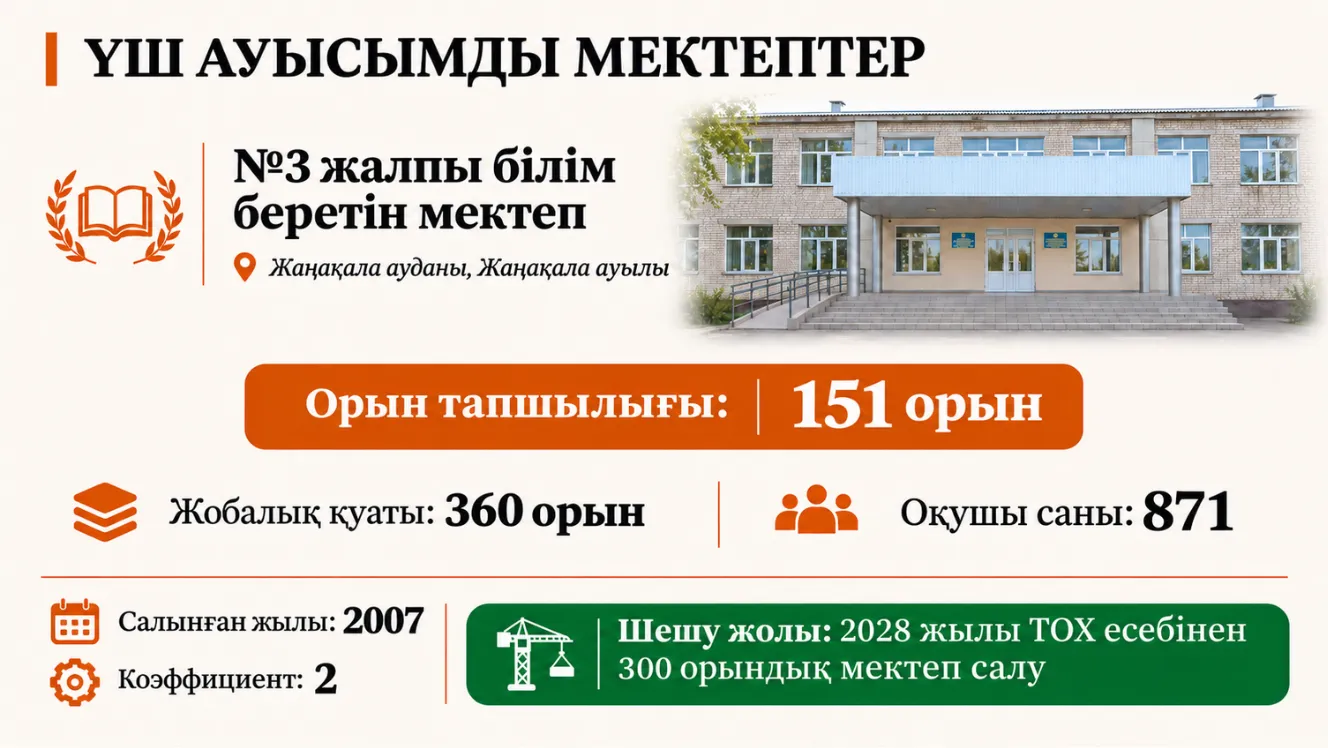 ҮШ АУЫСЫМДЫ МЕКТЕПТЕР
№3 жалпы білім
беретін мектеп
Жаңақала ауданы, Жаңақала ауылы
Орын тапшылығы: 151 орын
Жобалық қуаты: 360 орын
Оқушы саны: 871
Салынған жылы: 2007
Коэффициент: 2
Шешу жолы: 2028 жылы ТОХ есебінен
300 орындық мектеп салу